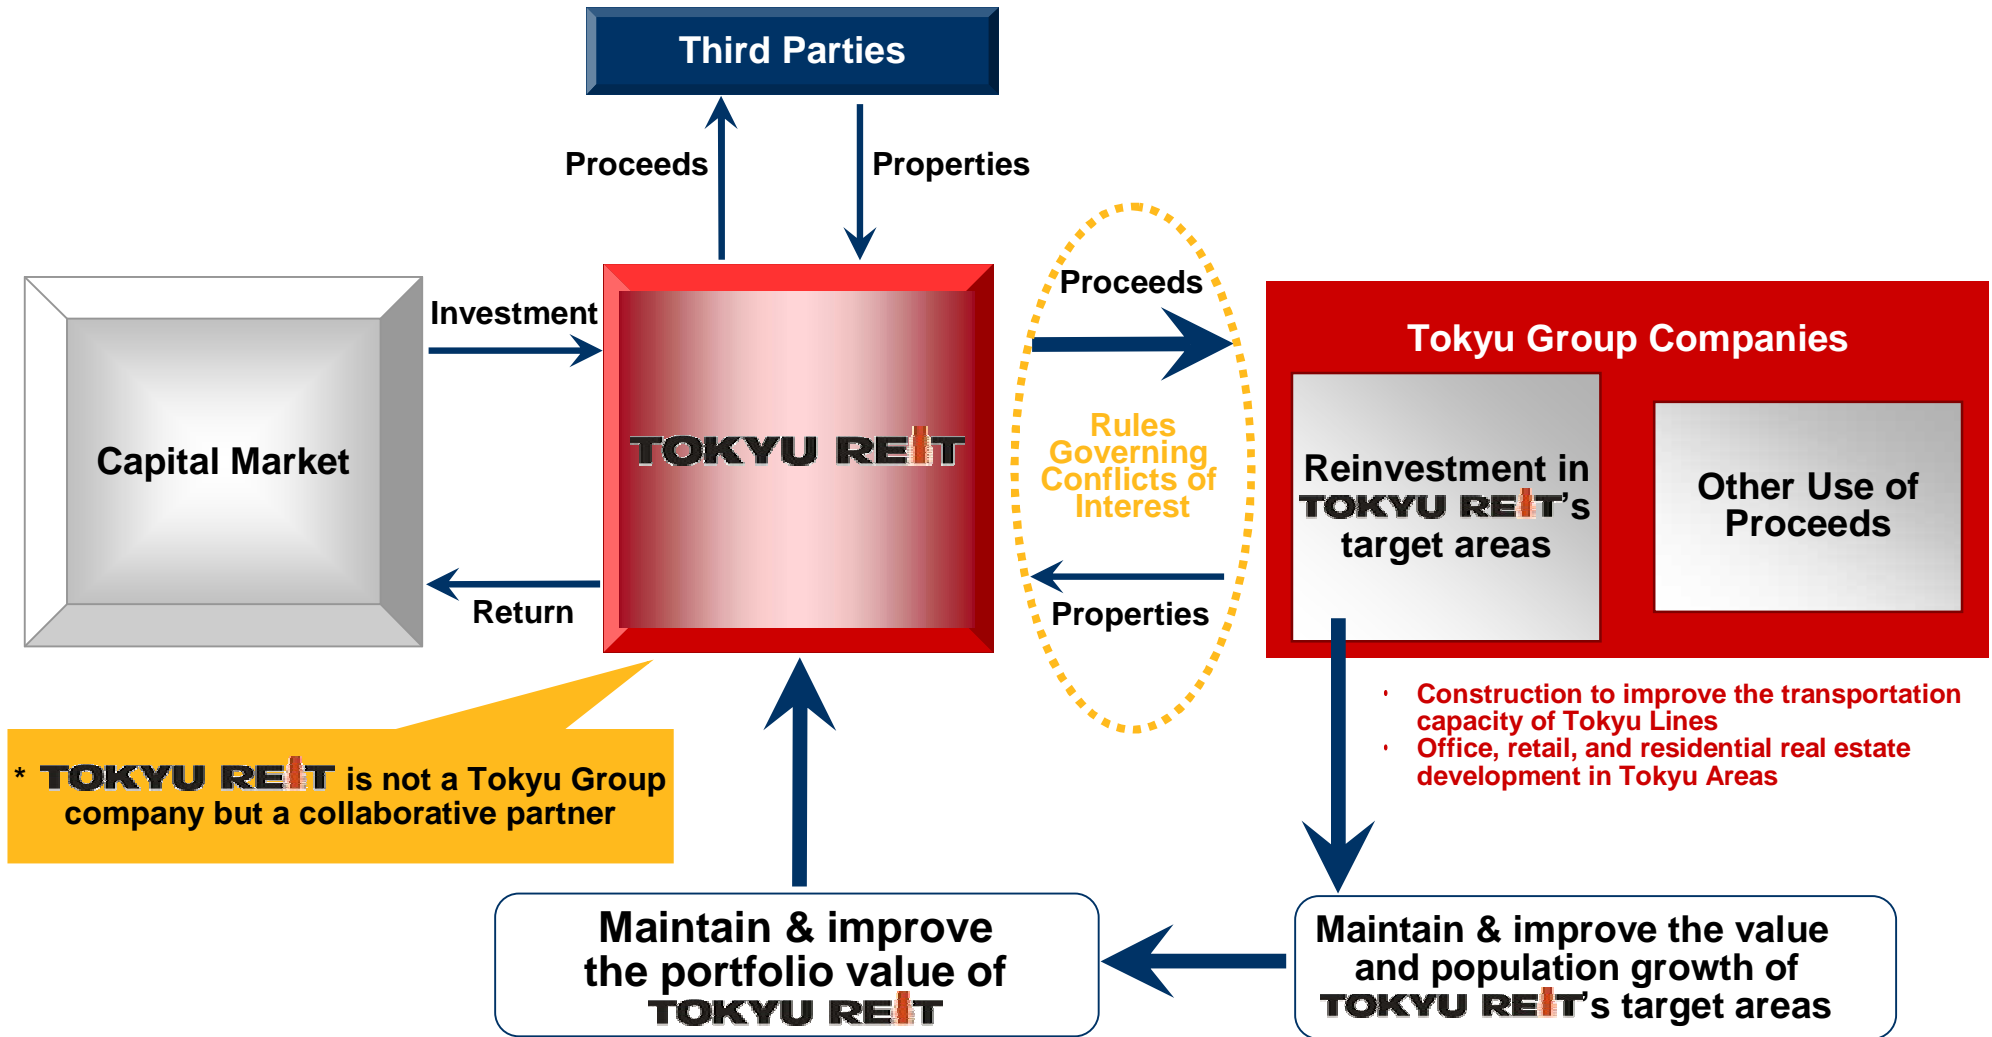 Third Parties
Proceeds
Properties
Investment
Proceeds
Tokyu Group Companies
Capital Market
TOKYU REIT
Rules
Governing
Conflicts of
Interest
Reinvestment in
TOKYU REIT's
target areas
Other Use of
Proceeds
Return
Properties
· Construction to improve the transportation
capacity of Tokyu Lines
· Office, retail, and residential real estate
development in Tokyu Areas
* TOKYU REIT is not a Tokyu Group
company but a collaborative partner
Maintain & improve
the portfolio value of
TOKYU REIT
Maintain & improve the value
and population growth of
TOKYU REIT's target areas